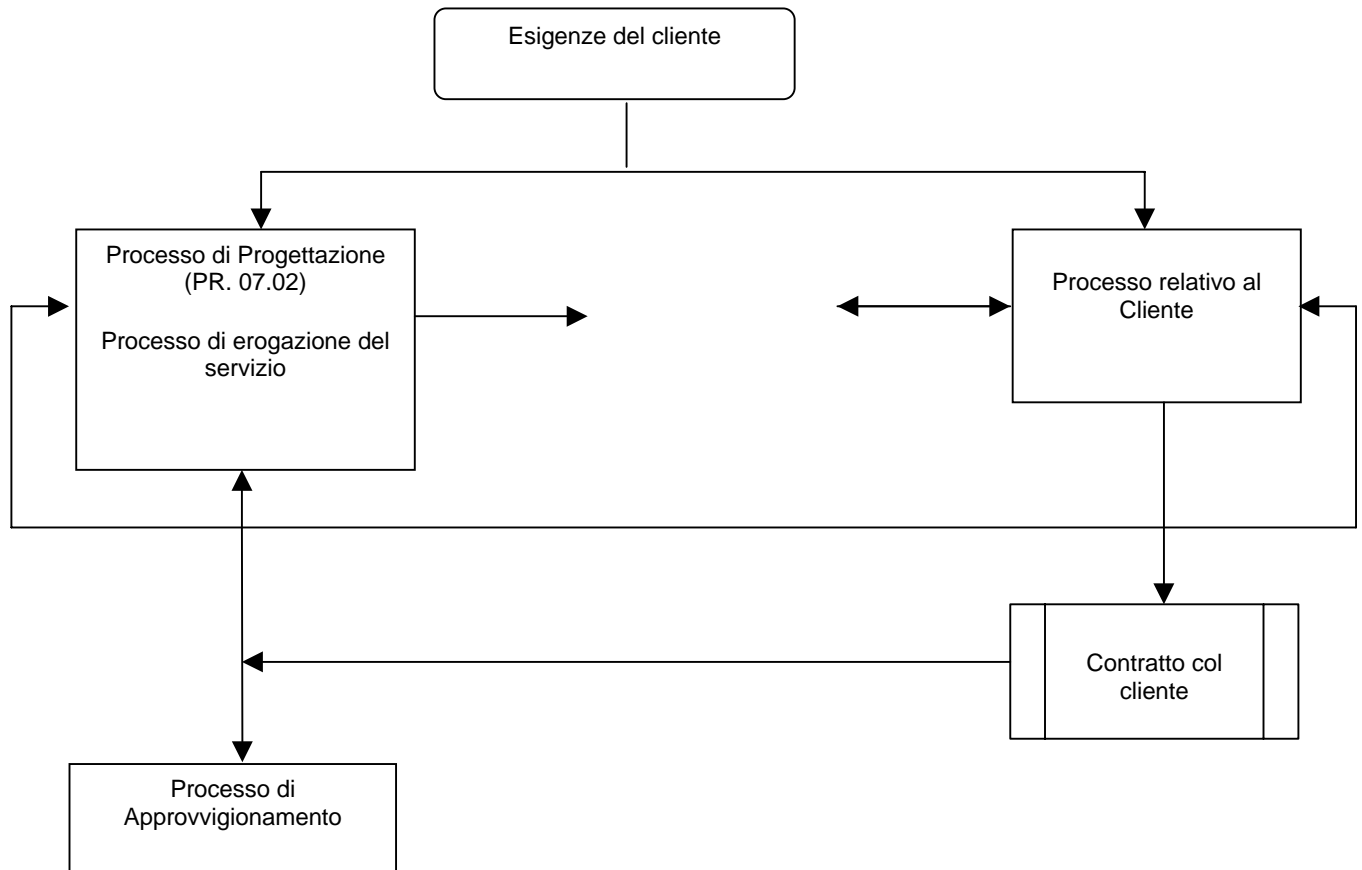 Esigenze del cliente
Processo di Progettazione
(PR. 07.02)
Processo di erogazione del
servizio
Processo relativo al
Cliente
Contratto col
cliente
Processo di
Approvvigionamento